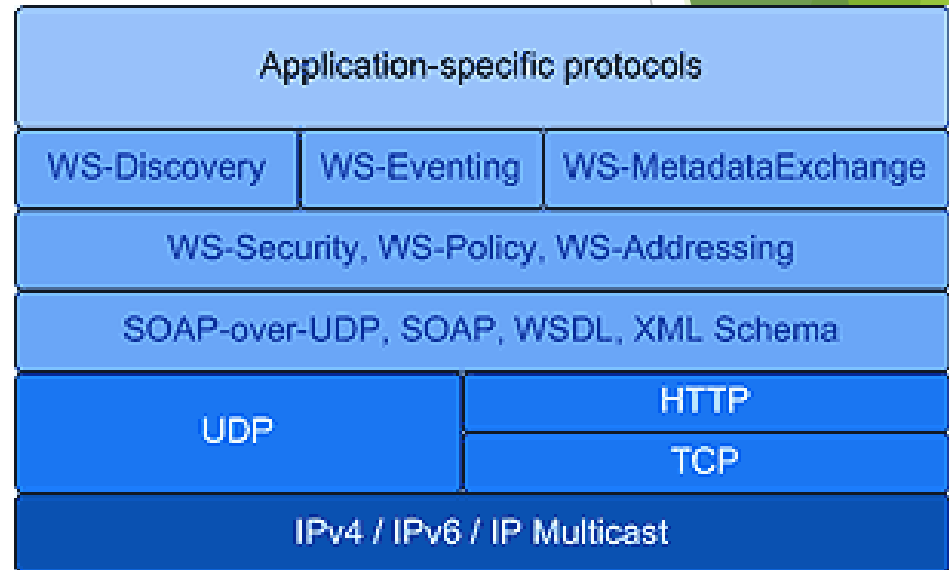 Application-specific protocols
WS-Discovery
WS-Eventing
WS-MetadataExchange
WS-Security, WS-Policy, WS-Addressing
SOAP-over-UDP, SOAP, WSDL, XML Schema
UDP
HTTP
TCP
IPv4 / IPv6 / IP Multicast